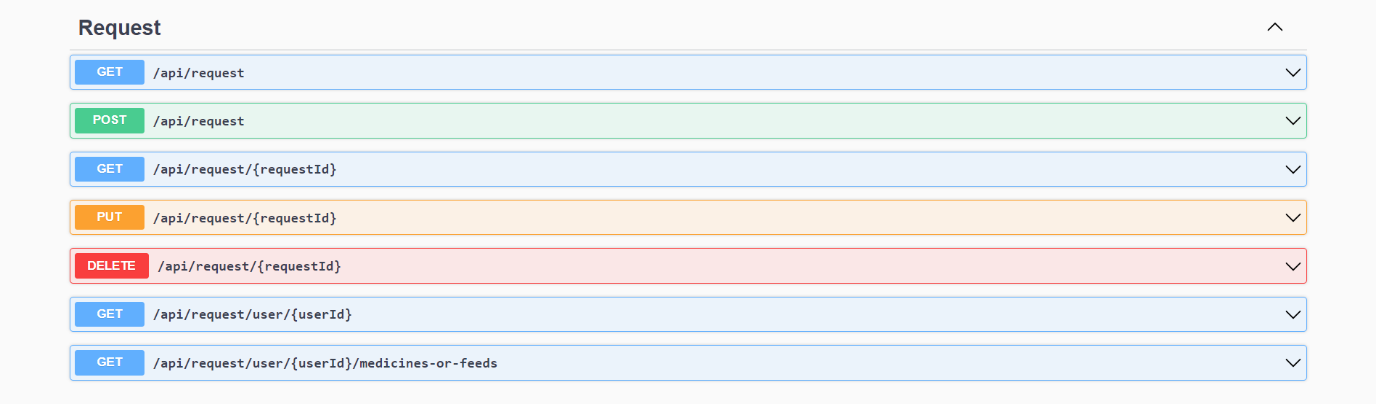 Request
GET /api/request
POST /api/request
GET /api/request/{requestId}
PUT /api/request/{requestId}
DELETE /api/request/{requestId}
GET /api/request/user/{userId}
GET /api/request/user/{userId}/medicines-or-feeds